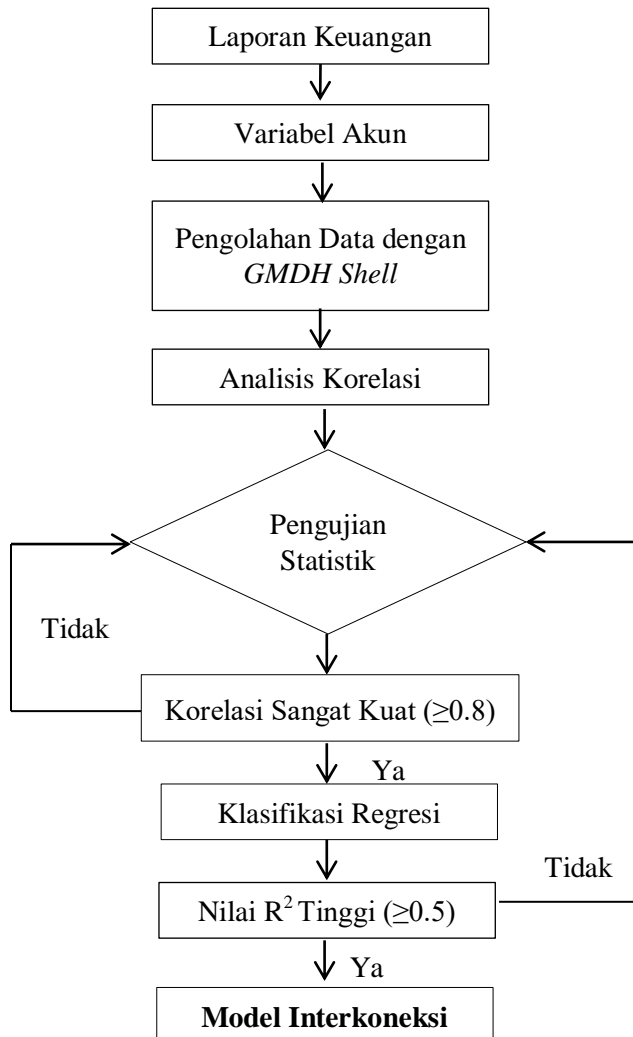 Laporan Keuangan
Variabel Akun
Pengolahan Data dengan
GMDH Shell
Analisis Korelasi
Pengujian
Statistik
Tidak
Korelasi Sangat Kuat (≥0.8)
Ya
Klasifikasi Regresi
Tidak
Nilai R² Tinggi (≥0.5)
Ya
Model Interkoneksi